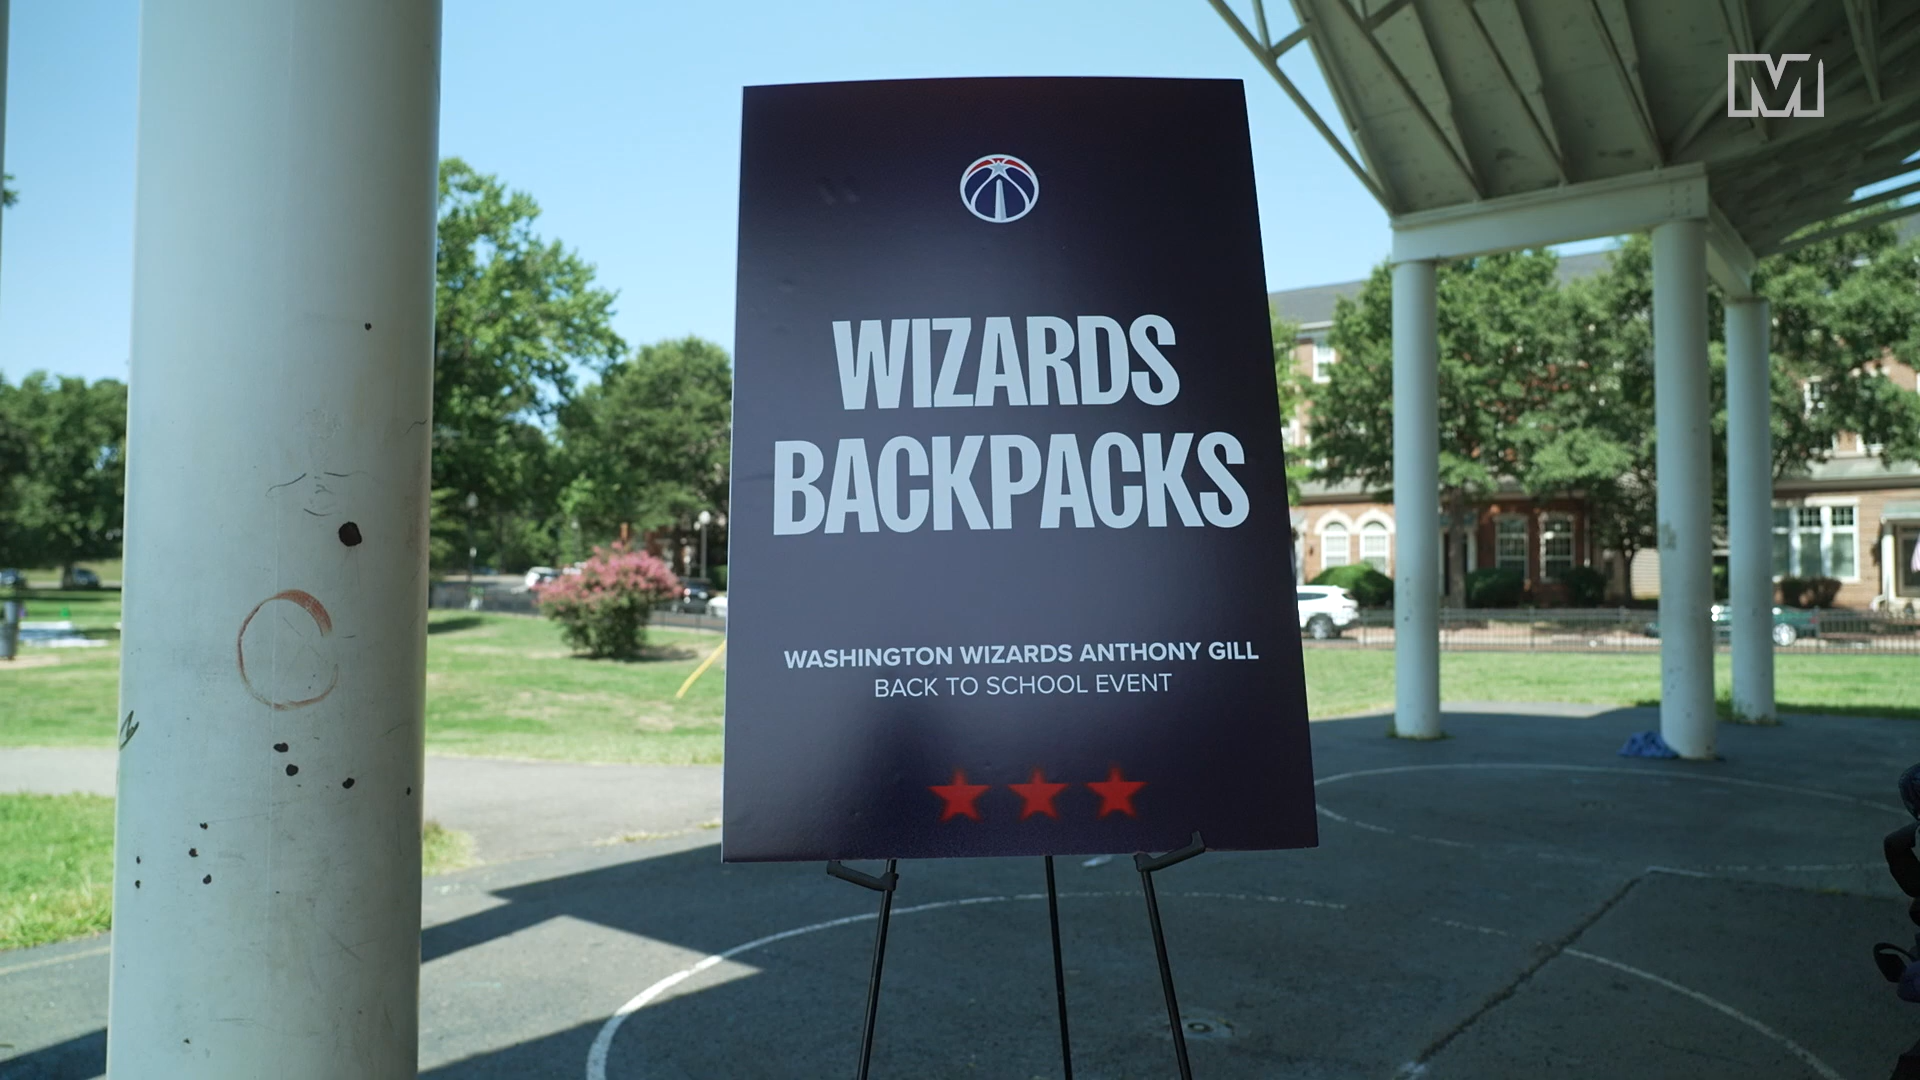 M
WIZARDS
BACKPACKS
WASHINGTON WIZARDS ANTHONY GILL
BACK TO SCHOOL EVENT